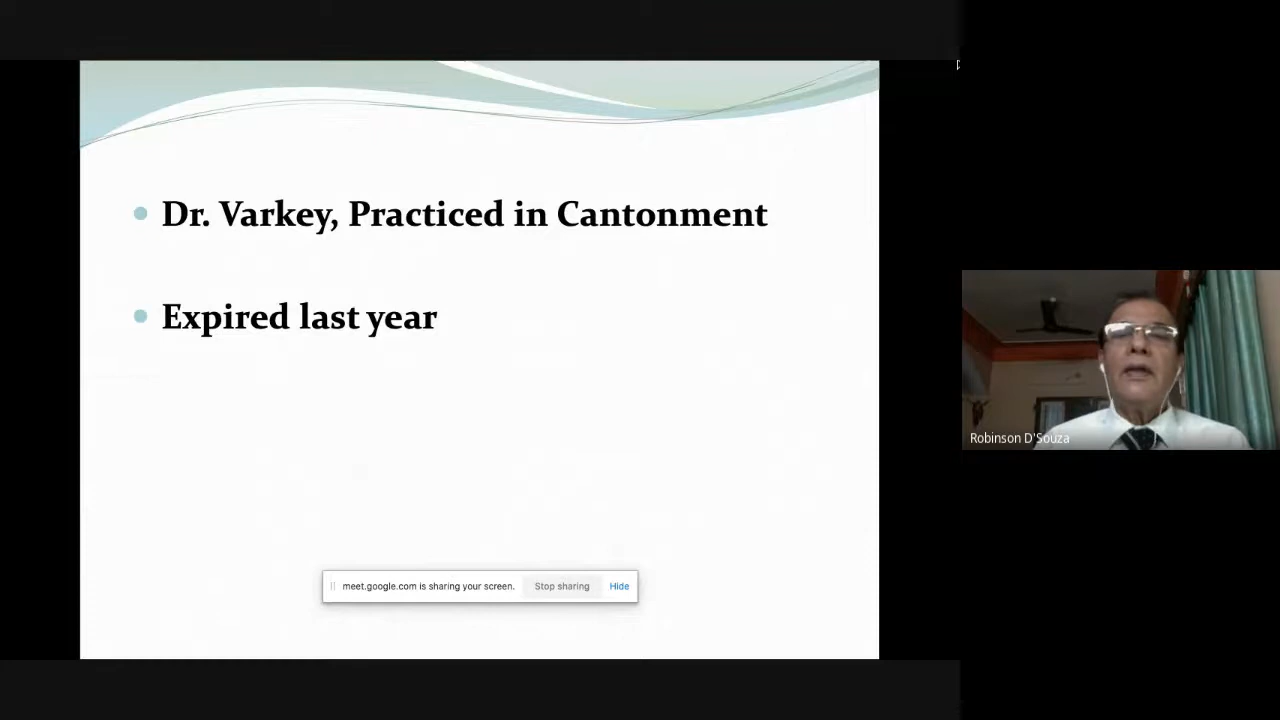 Dr. Varkey, Practiced in Cantonment
Expired last year
Robinson D'Souza
meet.google.com is sharing your screen. Stop sharing Hide